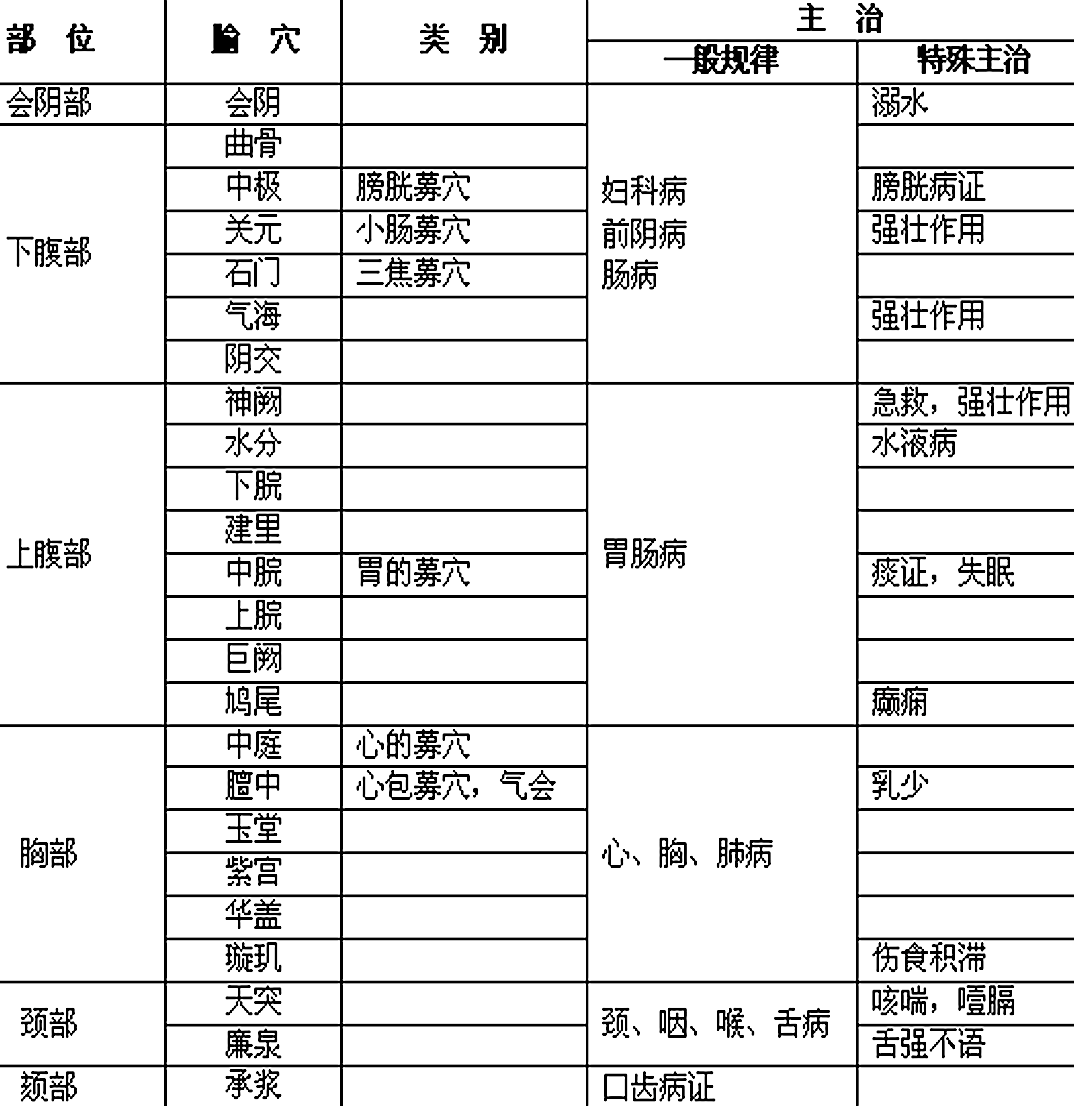 部 位 腧 穴 类 别 主 治
一般规律 特殊主治
会阴部 会阴 溺水
曲骨
中极 膀胱募穴 妇科病 膀胱病证
下腹部 关元 小肠募穴 前阴病 强壮作用
石门 三焦募穴 肠病
气海 强壮作用
阴交
神阙 急救，强壮作用
水分 水液病
下脘
上腹部 建里 胃肠病
中脘 胃的募穴 痰证，失眠
上脘
巨阙
鸠尾 癫痫
中庭 心的募穴
膻中 心包募穴，气会 乳少
玉堂
胸部 紫宫 心、胸、肺病
华盖
璇玑 伤食积滞
颈部 天突 颈、咽、喉、舌病 咳喘，噎膈
廉泉 舌强不语
颏部 承浆 口齿病证